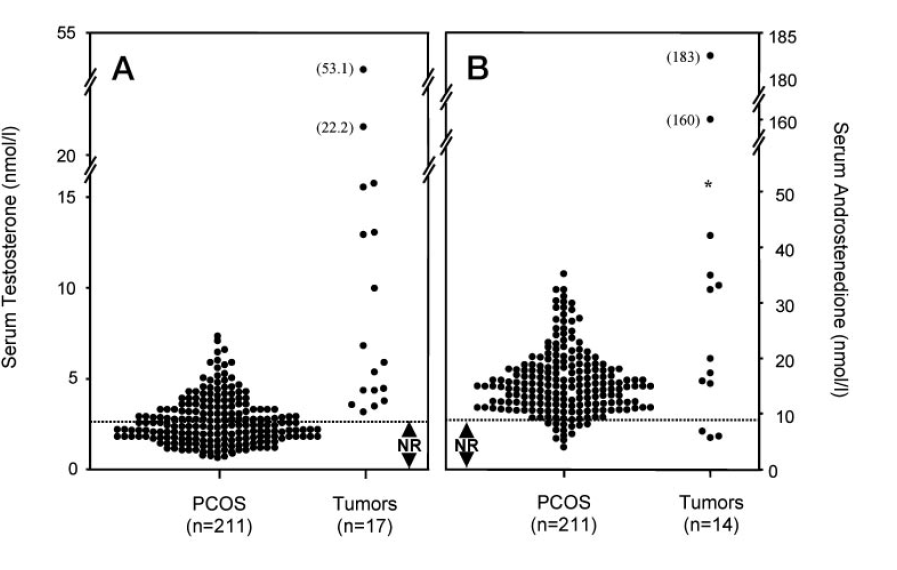 Serum Testosterone (nmol/l)
55
20
15
10
5
0
A
(53.1)
(22.2)
NR
PCOS
(n=211)
Tumors
(n=17)
B
(183)
(160)
*
NR
PCOS
(n=211)
Tumors
(n=14)
185
180
160
50
40
30
20
10
0
Serum Androstenedione (nmol/l)